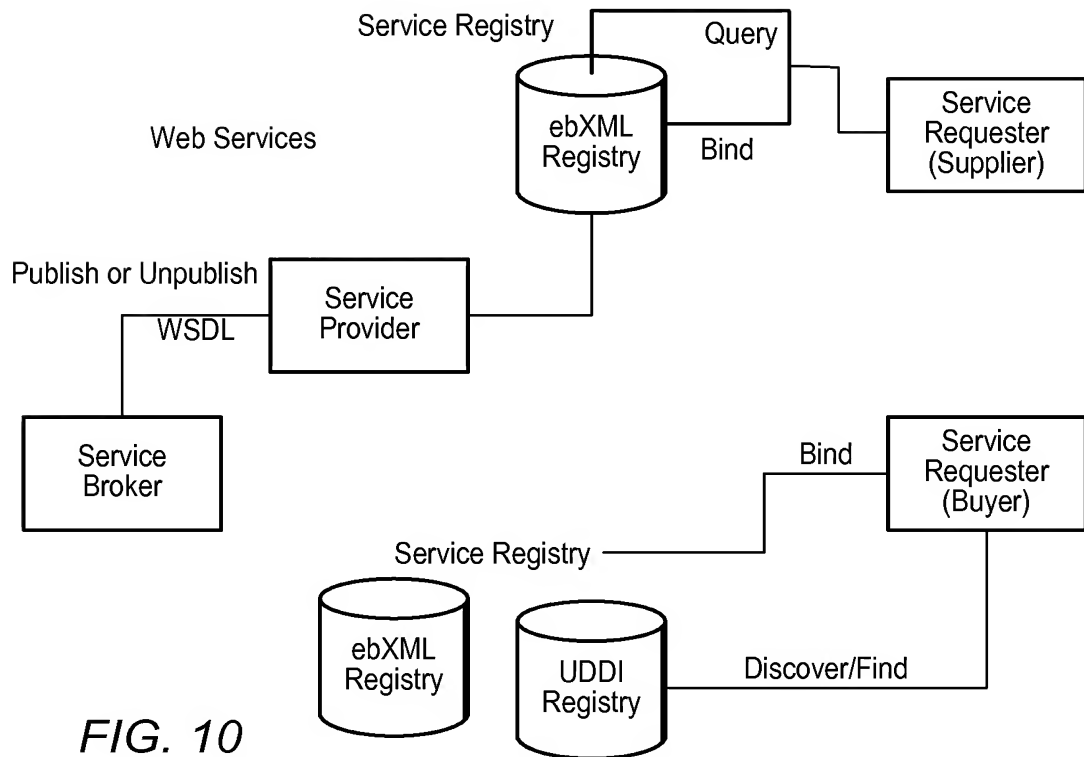 Service Registry
Query
ebXML
Registry
Bind
Service
Requester
(Supplier)
Web Services
Publish or Unpublish
WSDL
Service
Provider
Service
Broker
Bind
Service
Requester
(Buyer)
Service Registry
ebXML
Registry
UDDI
Registry
Discover/Find
FIG. 10